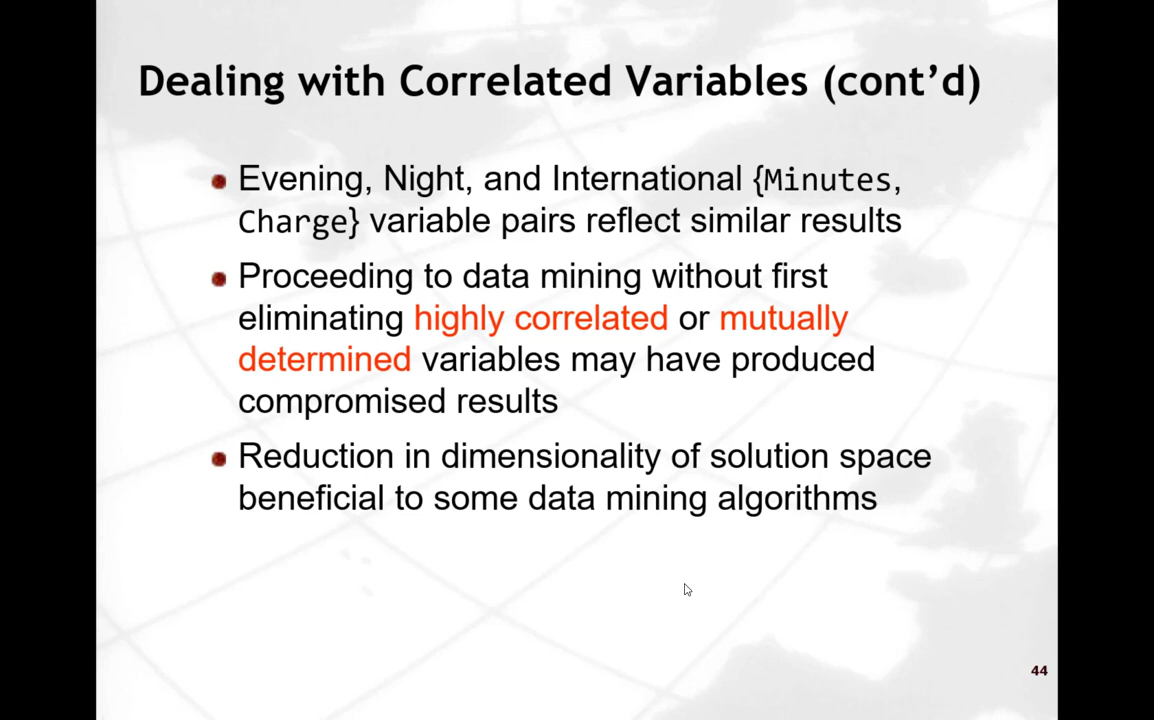 Dealing with Correlated Variables (cont’d)
Evening, Night, and International {Minutes,
Charge} variable pairs reflect similar results
Proceeding to data mining without first
eliminating highly correlated or mutually
determined variables may have produced
compromised results
Reduction in dimensionality of solution space
beneficial to some data mining algorithms
44